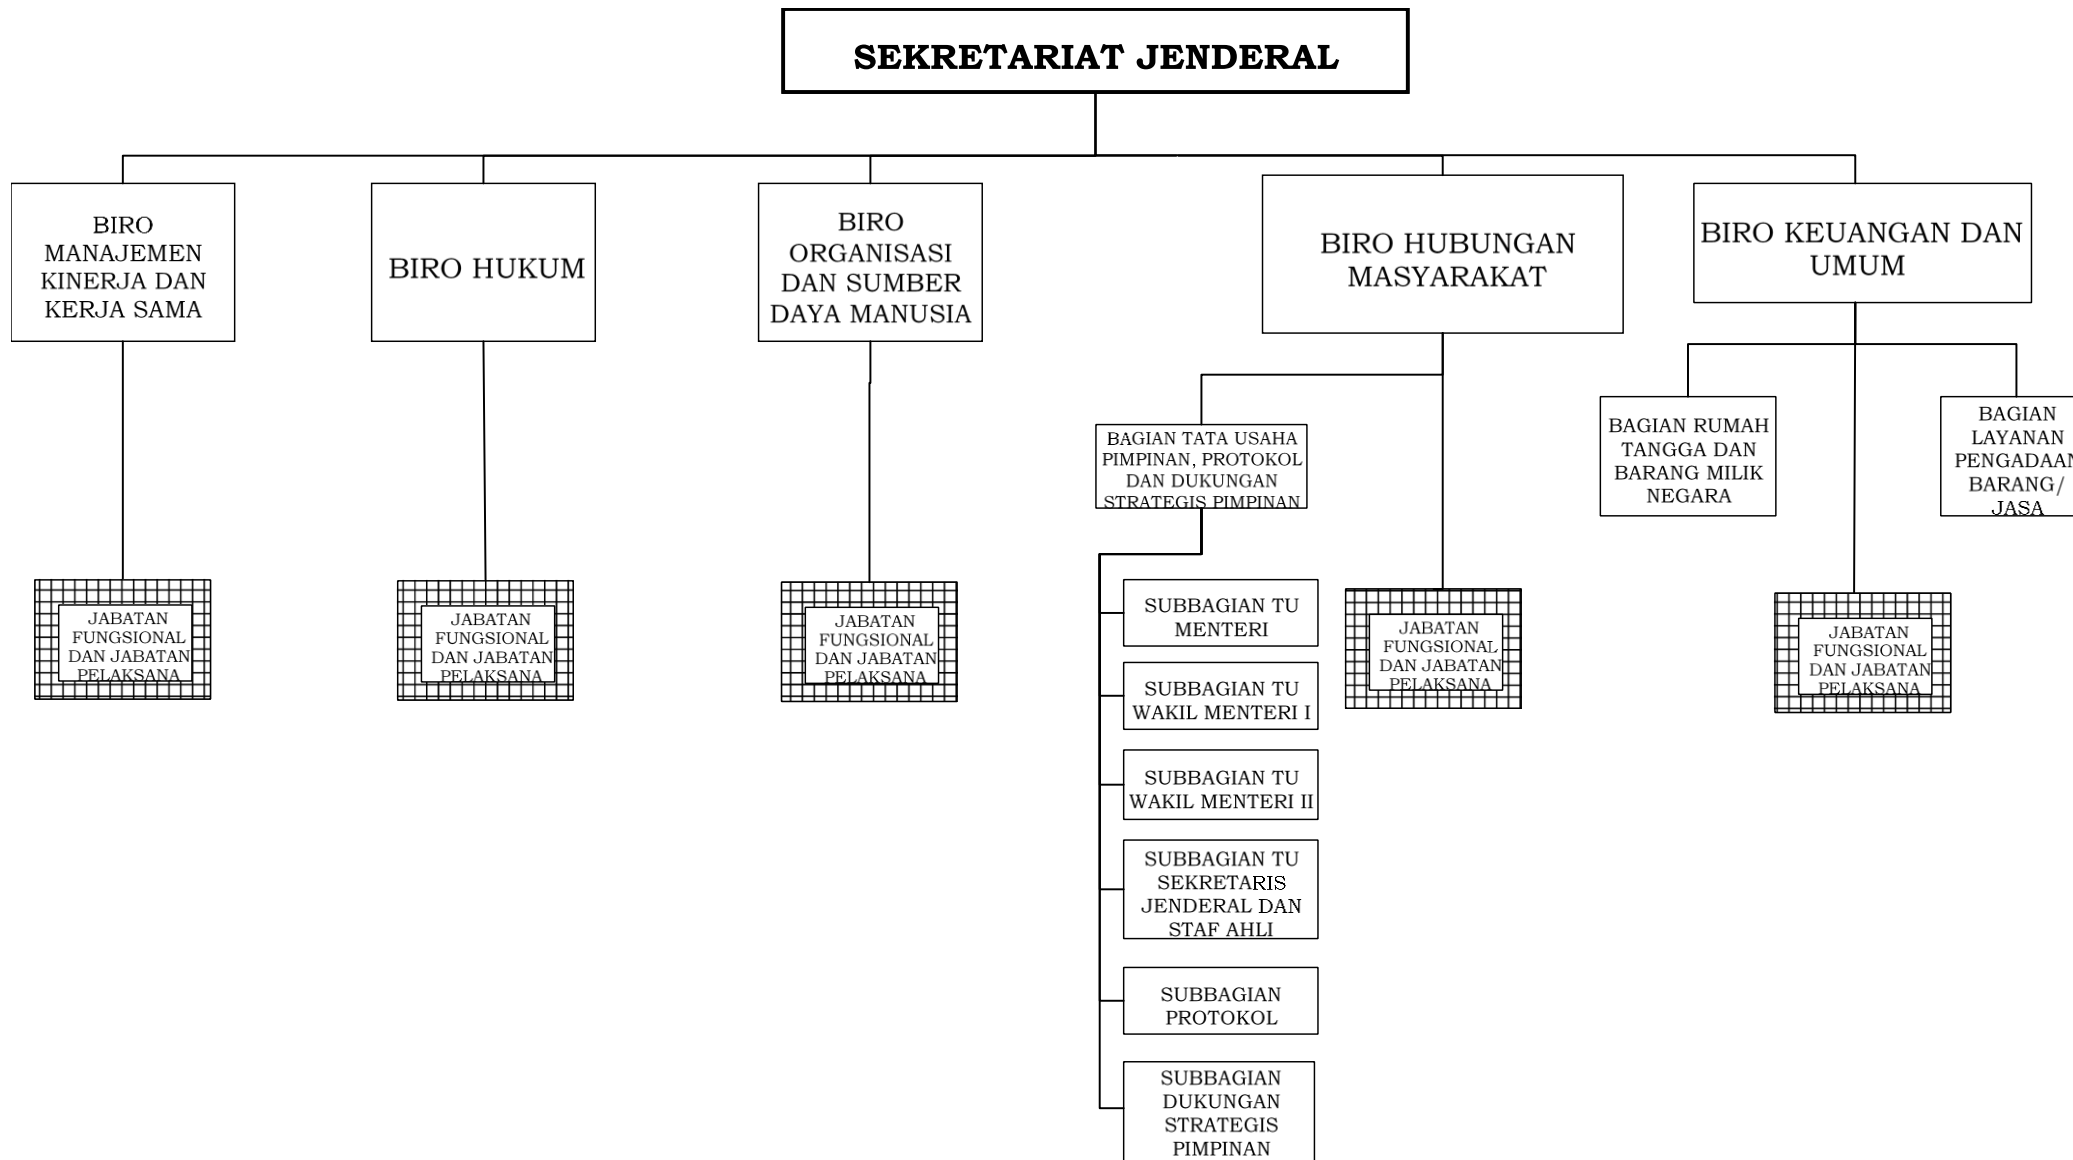 SEKRETARIAT JENDERAL
BIRO
MANAJEMEN
KINERJA DAN
KERJA SAMA
BIRO HUKUM
BIRO
ORGANISASI
DAN SUMBER
DAYA MANUSIA
BIRO HUBUNGAN
MASYARAKAT
BIRO KEUANGAN DAN
UMUM
BAGIAN TATA USAHA
PIMPINAN, PROTOKOL
DAN DUKUNGAN
STRATEGIS PIMPINAN
BAGIAN RUMAH
TANGGA DAN
BARANG MILIK
NEGARA
BAGIAN
LAYANAN
PENGADAAN
BARANG/
JASA
JABATAN
FUNGSIONAL
DAN JABATAN
PELAKSANA
JABATAN
FUNGSIONAL
DAN JABATAN
PELAKSANA
JABATAN
FUNGSIONAL
DAN JABATAN
PELAKSANA
SUBBAGIAN TU
MENTERI
SUBBAGIAN TU
WAKIL MENTERI I
SUBBAGIAN TU
WAKIL MENTERI II
SUBBAGIAN TU
SEKRETARIS
JENDERAL DAN
STAF AHLI
SUBBAGIAN
PROTOKOL
SUBBAGIAN
DUKUNGAN
STRATEGIS
PIMPINAN
JABATAN
FUNGSIONAL
DAN JABATAN
PELAKSANA
JABATAN
FUNGSIONAL
DAN JABATAN
PELAKSANA